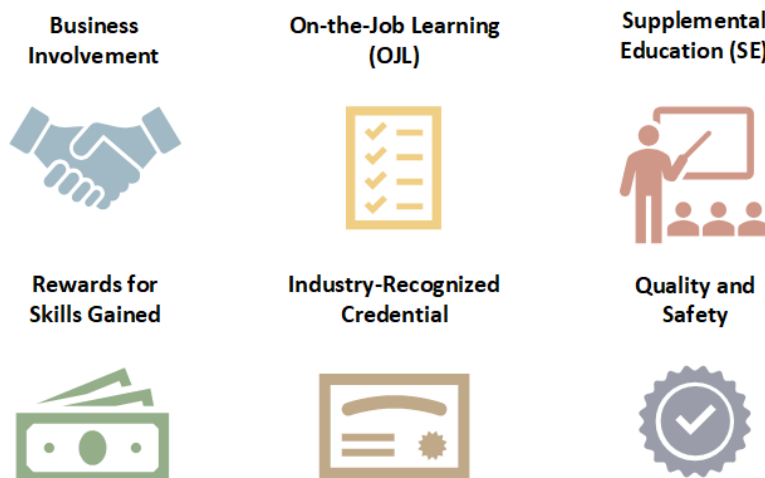 Business
Involvement
On-the-Job Learning
(OJL)
Supplemental
Education (SE)
Rewards for
Skills Gained
Industry-Recognized
Credential
Quality and
Safety